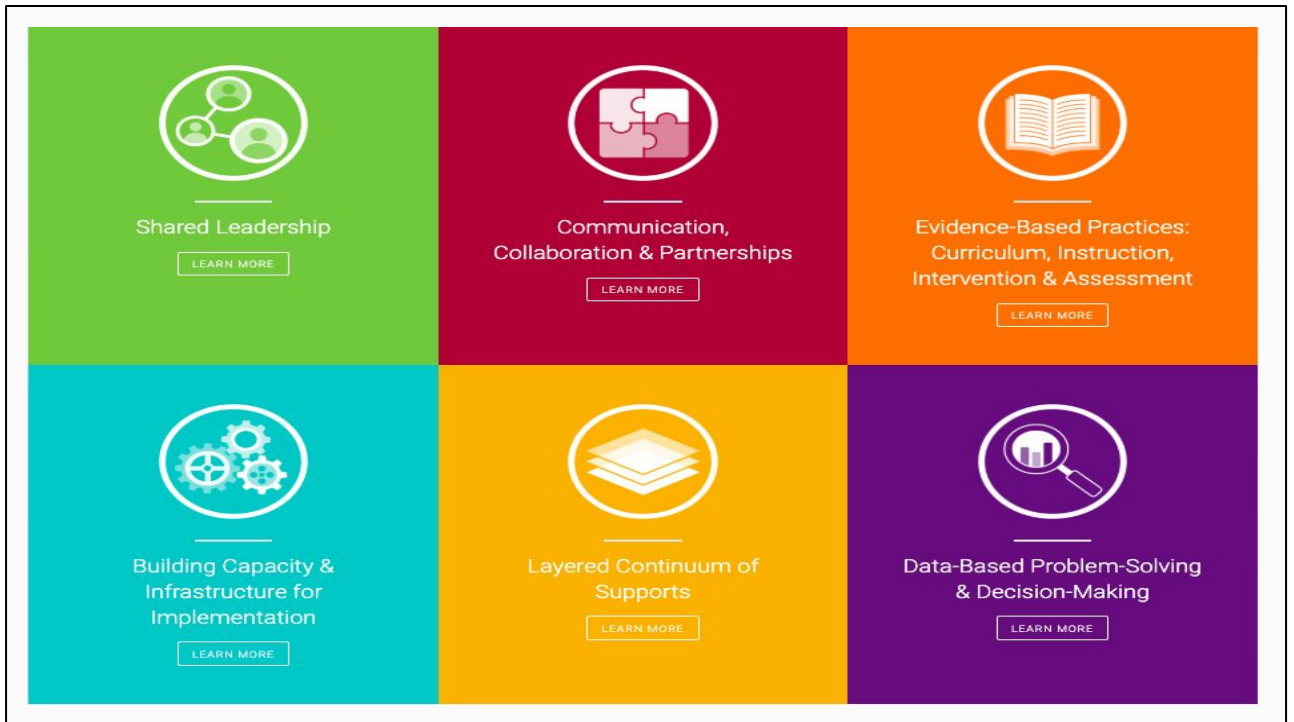 Shared Leadership
LEARN MORE
Communication,
Collaboration & Partnerships
LEARN MORE
Evidence-Based Practices:
Curriculum, Instruction,
Intervention & Assessment
LEARN MORE
Building Capacity &
Infrastructure for
Implementation
LEARN MORE
Layered Continuum of
Supports
LEARN MORE
Data-Based Problem-Solving
& Decision-Making
LEARN MORE